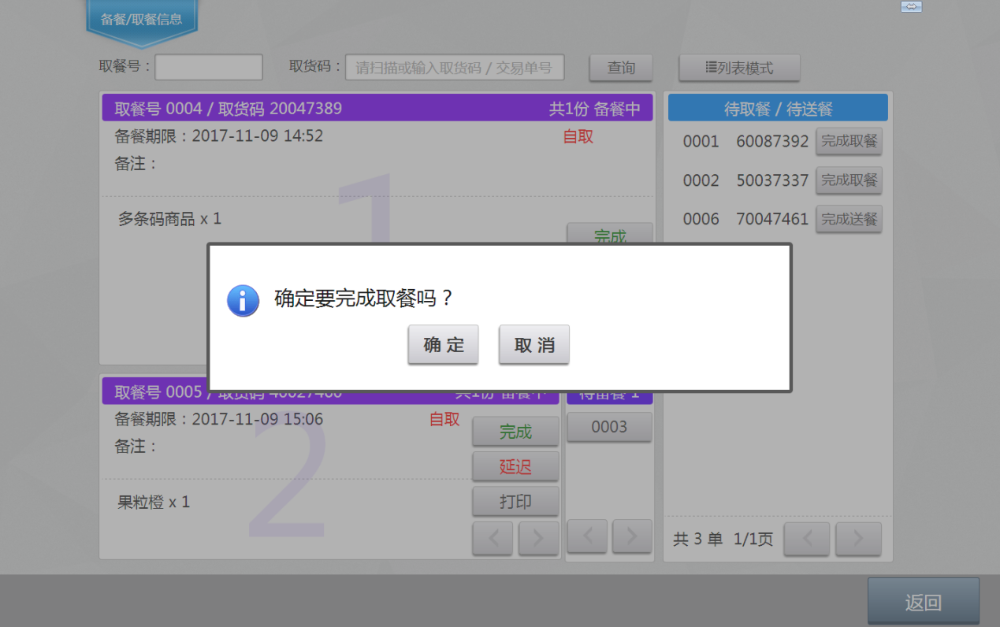 备餐/取餐信息
取餐号： 取货码： 请扫描或输入取货码 / 交易单号 查询 列表模式
取餐号 0004 / 取货码 20047389 共1份 备餐中
备餐期限：2017-11-09 14:52 自取
备注：
1
多条码商品 x 1
完成
待取餐 / 待送餐
0001 60087392 完成取餐
0002 50037337 完成取餐
0006 70047461 完成送餐
确定要完成取餐吗？
确 定 取 消
取餐号 0005 / 取货码 40027460 共1份 备餐中
备餐期限：2017-11-09 15:06 自取
备注：
2
果粒橙 x 1
完成
延迟
打印
待备餐 1
0003
共 3 单 1/1页
返回